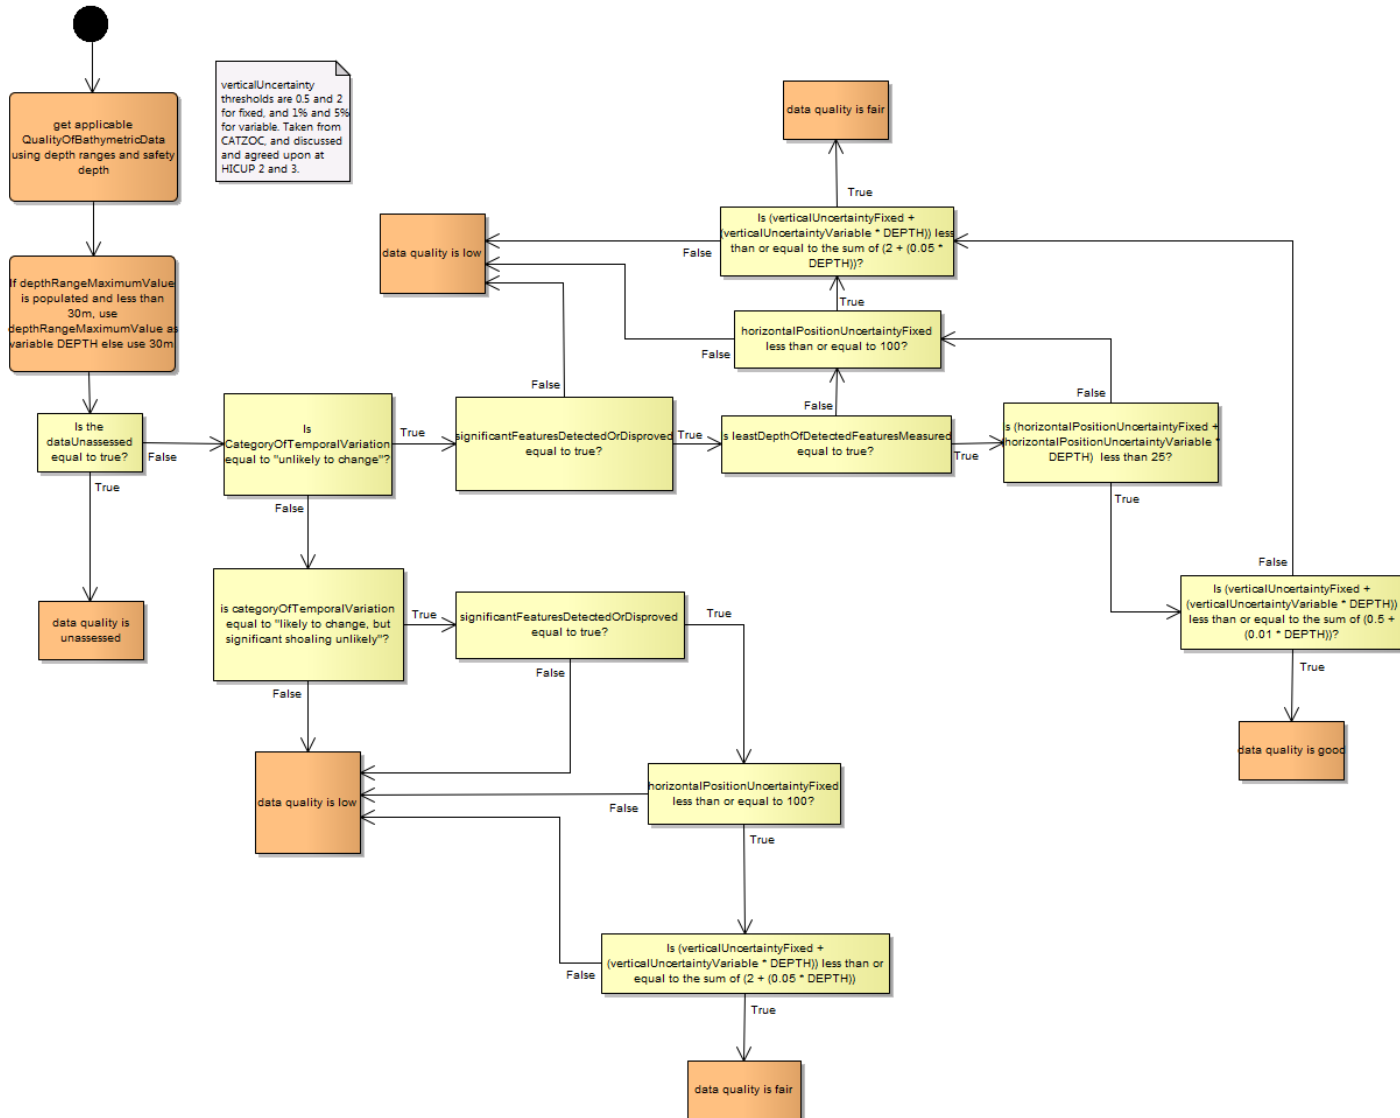 get applicable
QualityOfBathymetricData
using depth ranges and safety
depth
verticalUncertainty
thresholds are 0.5 and 2
for fixed, and 1% and 5%
for variable. Taken from
CATZOC, and discussed
and agreed upon at
HICUP 2 and 3.
data quality is fair
True
Is (verticalUncertaintyFixed +
(verticalUncertaintyVariable * DEPTH)) less
than or equal to the sum of (2 + (0.05 *
DEPTH))?
False
data quality is low
If depthRangeMaximumValue
is populated and less than
30m, use
depthRangeMaximumValue as
variable DEPTH else use 30m
True
horizontalPositionUncertaintyFixed
less than or equal to 100?
False
False
False
False
Is the
dataUnassessed
equal to true?
False
True
Is
CategoryOfTemporalVariation
equal to "unlikely to change"?
True
False
significantFeaturesDetectedOrDisproved
equal to true?
True
is leastDepthOfDetectedFeaturesMeasured
equal to true?
True
is (horizontalPositionUncertaintyFixed +
(horizontalPositionUncertaintyVariable *
DEPTH) less than 25?
True
False
Is (verticalUncertaintyFixed +
(verticalUncertaintyVariable * DEPTH))
less than or equal to the sum of (0.5 +
(0.01 * DEPTH))?
True
data quality is good
data quality is
unassessed
is categoryOfTemporalVariation
equal to "likely to change, but
significant shoaling unlikely"?
True
False
significantFeaturesDetectedOrDisproved
equal to true?
True
False
data quality is low
horizontalPositionUncertaintyFixed
less than or equal to 100?
False
True
Is (verticalUncertaintyFixed +
(verticalUncertaintyVariable * DEPTH)) less than or
equal to the sum of (2 + (0.05 * DEPTH))
False
True
data quality is fair